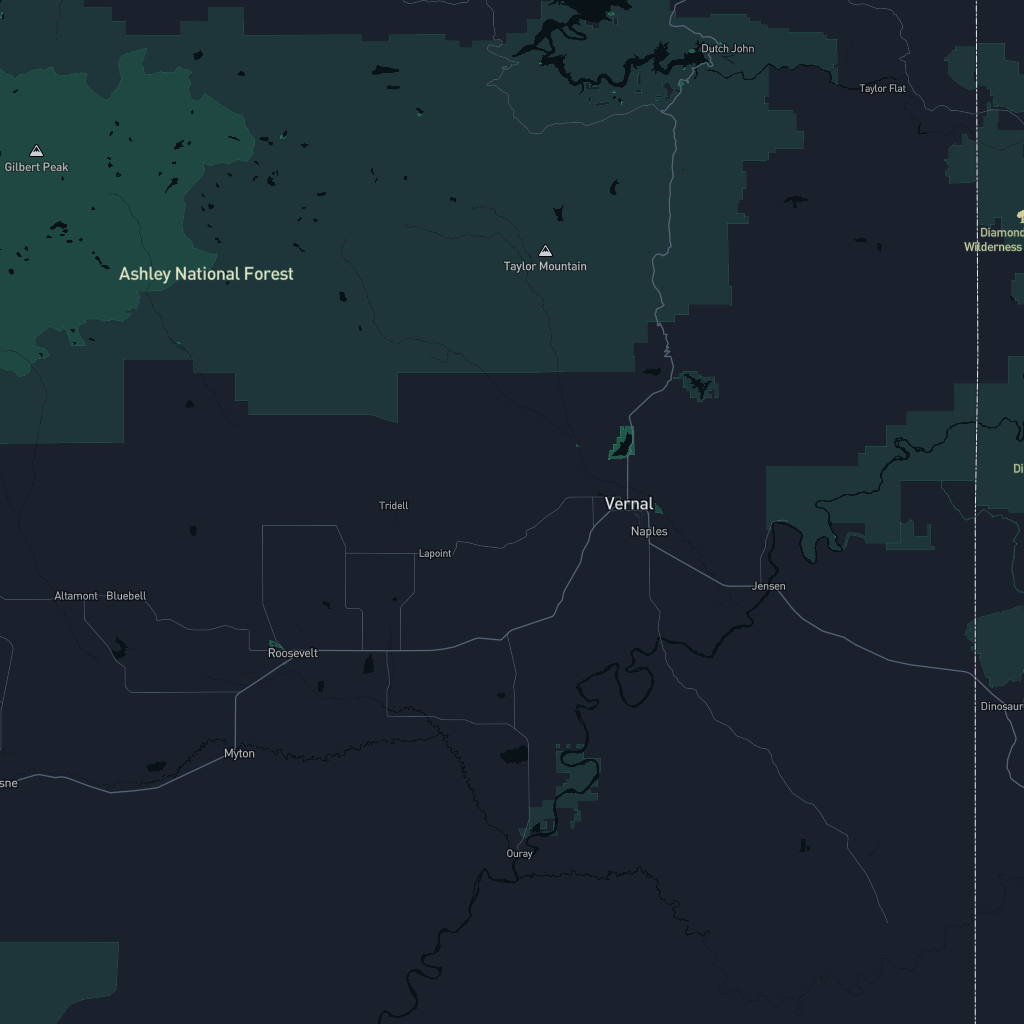 Dutch John
Taylor Flat
Gilbert Peak
Diamond
Wilderness
Taylor Mountain
Ashley National Forest
Di
Tridell
Vernal
Naples
Lapoint
Jensen
Altamont
Bluebell
Roosevelt
Dinosaur
Myton
sne
Ouray